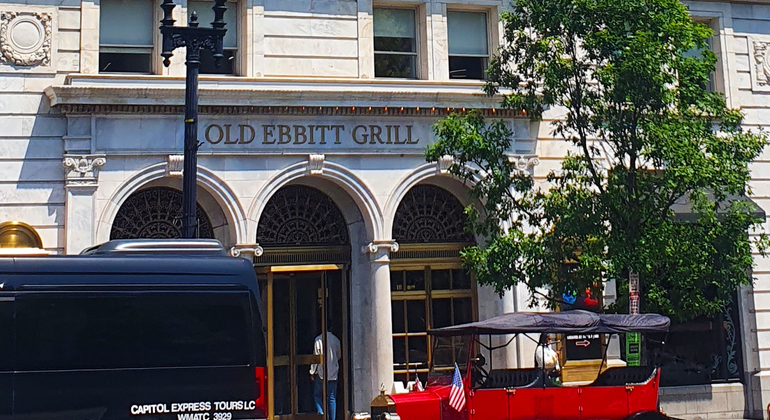 OLD EBBITT GRILL
CAPITOL EXPRESS TOURS LC
WMATC 3929